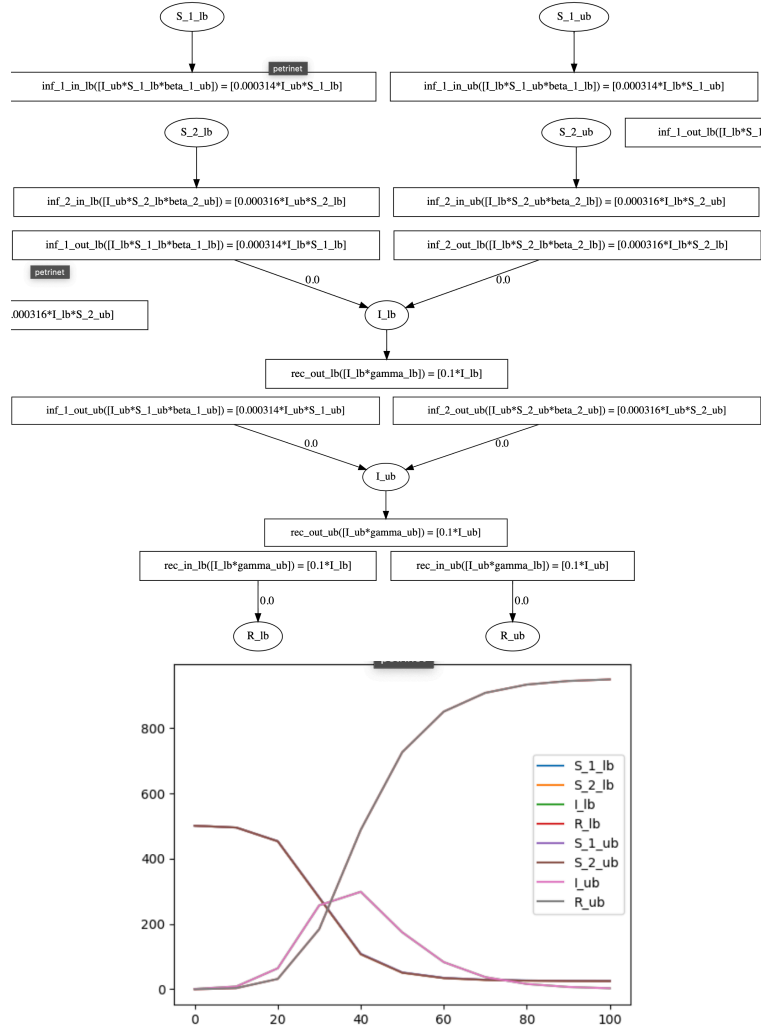 S_1_lb
S_1_ub
petrinet
inf_1_in_lb([I_ub*S_1_lb*beta_1_ub]) = [0.000314*I_ub*S_1_lb]
inf_1_in_ub([I_lb*S_1_ub*beta_1_lb]) = [0.000314*I_lb*S_1_ub]
S_2_lb
S_2_ub
inf_1_out_lb([I_lb*S_1
inf_2_in_lb([I_ub*S_2_lb*beta_2_ub]) = [0.000316*I_ub*S_2_lb]
inf_2_in_ub([I_lb*S_2_ub*beta_2_lb]) = [0.000316*I_lb*S_2_ub]
inf_1_out_lb([I_lb*S_1_lb*beta_1_lb]) = [0.000314*I_lb*S_1_lb]
inf_2_out_lb([I_lb*S_2_lb*beta_2_lb]) = [0.000316*I_lb*S_2_lb]
petrinet
0.0
0.0
.000316*I_lb*S_2_ub]
I_lb
rec_out_lb([I_lb*gamma_lb]) = [0.1*I_lb]
inf_1_out_ub([I_ub*S_1_ub*beta_1_ub]) = [0.000314*I_ub*S_1_ub]
inf_2_out_ub([I_ub*S_2_ub*beta_2_ub]) = [0.000316*I_ub*S_2_ub]
0.0
0.0
I_ub
rec_out_ub([I_ub*gamma_ub]) = [0.1*I_ub]
rec_in_lb([I_lb*gamma_ub]) = [0.1*I_lb]
rec_in_ub([I_ub*gamma_lb]) = [0.1*I_ub]
0.0
0.0
R_lb
R_ub
800
600
400
200
0
0
20
40
60
80
100
S_1_lb
S_2_lb
I_lb
R_lb
S_1_ub
S_2_ub
I_ub
R_ub